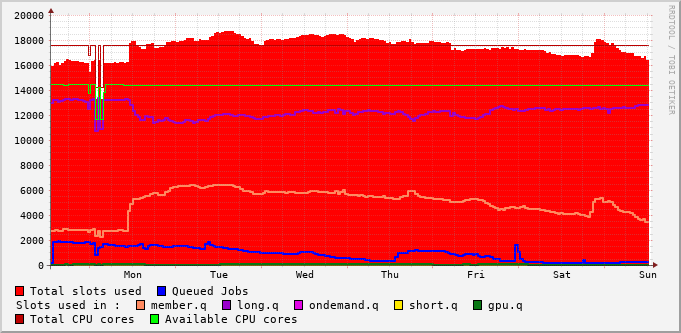 20000
18000
16000
14000
12000
10000
8000
6000
4000
2000
0
Mon Tue Wed Thu Fri Sat Sun
RRDTOOL / TOBI OETIKER
Total slots used Queued Jobs
Slots used in : member.q long.q ondemand.q short.q gpu.q
Total CPU cores Available CPU cores